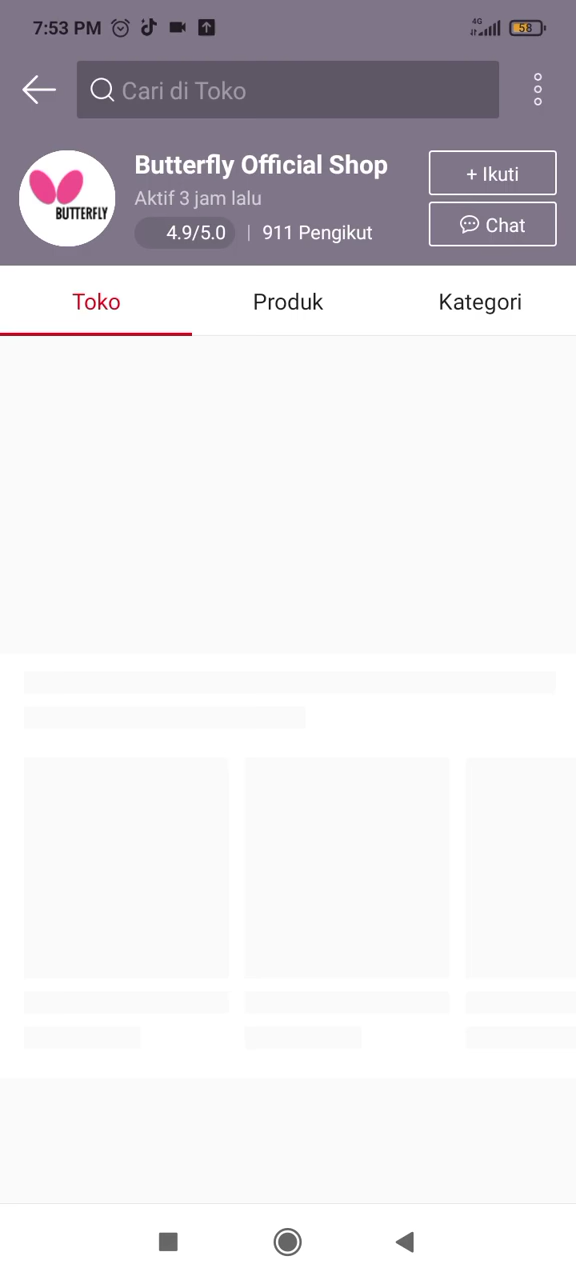 7:53 PM
4G
58
Cari di Toko
Butterfly Official Shop
+ Ikuti
Aktif 3 jam lalu
BUTTERFLY
4.9/5.0 | 911 Pengikut
Chat
Toko
Produk
Kategori